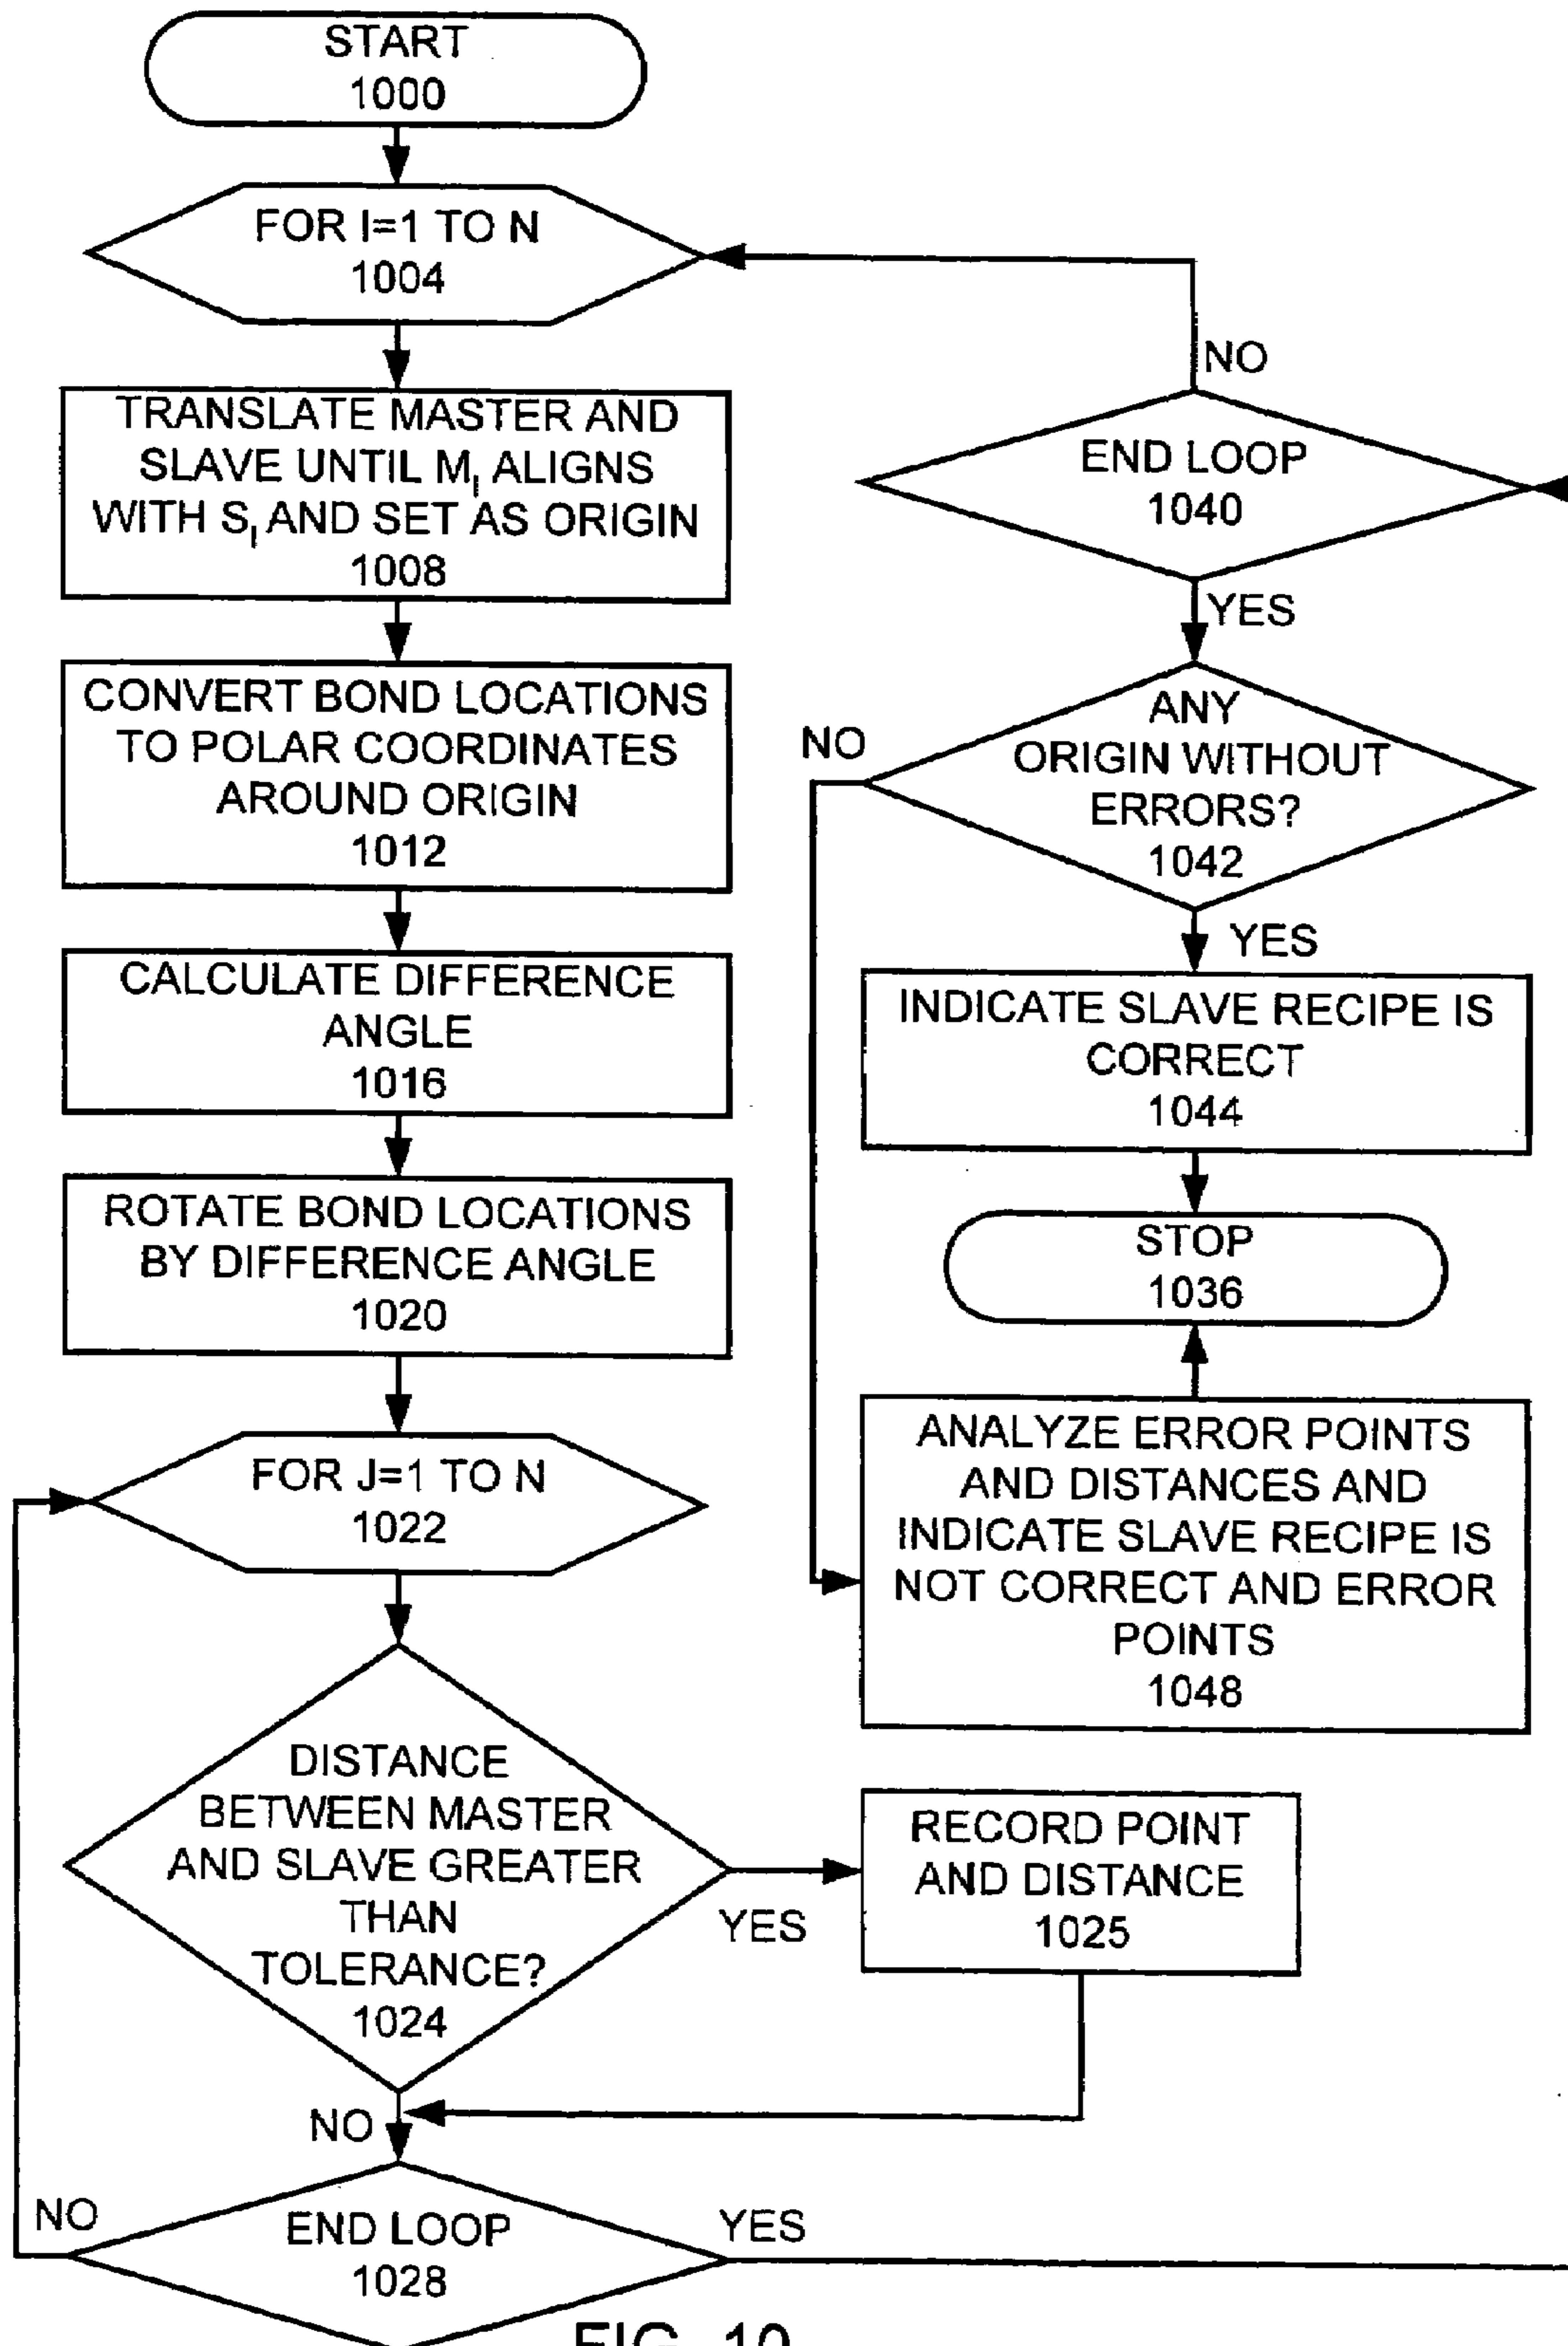 START
1000
FOR I=1 TO N
1004
TRANSLATE MASTER AND
SLAVE UNTIL MI ALIGNS
WITH SI AND SET AS ORIGIN
1008
CONVERT BOND LOCATIONS
TO POLAR COORDINATES
AROUND ORIGIN
1012
CALCULATE DIFFERENCE
ANGLE
1016
ROTATE BOND LOCATIONS
BY DIFFERENCE ANGLE
1020
FOR J=1 TO N
1022
DISTANCE
BETWEEN MASTER
AND SLAVE GREATER
THAN
TOLERANCE?
1024
YES
NO
RECORD POINT
AND DISTANCE
1025
END LOOP
1028
NO
YES
END LOOP
1040
NO
YES
ANY
ORIGIN WITHOUT
ERRORS?
1042
NO
YES
INDICATE SLAVE RECIPE IS
CORRECT
1044
STOP
1036
ANALYZE ERROR POINTS
AND DISTANCES AND
INDICATE SLAVE RECIPE IS
NOT CORRECT AND ERROR
POINTS
1048
FIG. 10